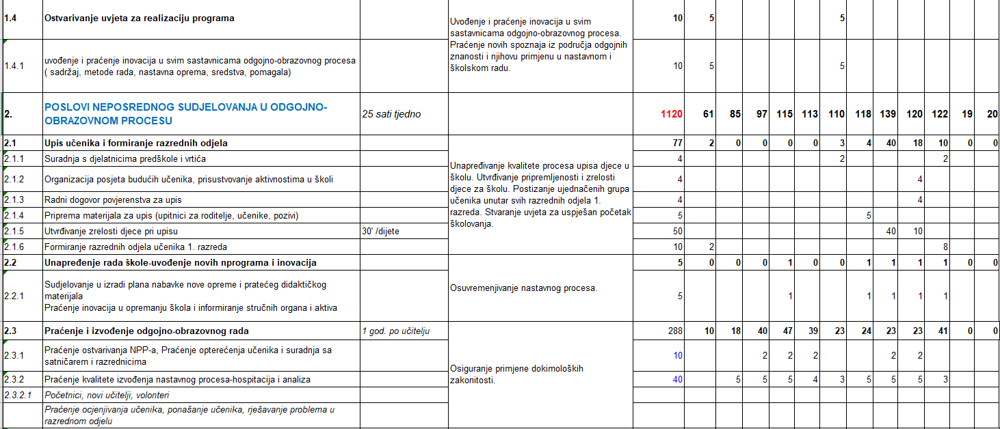 1.4 Ostvarivanje uvjeta za realizaciju programa 10 5 5
Uvođenje i praćenje inovacija u svim
sastavnicama odgojno-obrazovnog procesa.
Praćenje novih spoznaja iz područja odgojnih
znanosti i njihovu primjenu u nastavnom i
školskom radu.
1.4.1 uvođenje i praćenje inovacija u svim sastavnicama odgojno-obrazovnog procesa
( sadržaj, metode rada, nastavna oprema, sredstva, pomagala) 10 5 5
2. POSLOVI NEPOSREDNOG SUDJELOVANJA U ODGOJNO-
OBRAZOVNOM PROCESU 25 sati tjedno 1120 61 85 97 115 113 110 118 139 120 122 19 20
2.1 Upis učenika i formiranje razrednih odjela 77 2 0 0 0 0 3 4 40 18 10 0 0
Unapređivanje kvalitete procesa upisa djece u
školu. Utvrđivanje pripremljenosti i zrelosti
djece za školu. Postizanje ujednačenih grupa
učenika unutar svih razrednih odjela 1.
razreda. Stvaranje uvjeta za uspješan početak
školovanja.
2.1.1 Suradnja s djelatnicima predškole i vrtića 4 2 2
2.1.2 Organizacija posjeta budućih učenika, prisustvovanje aktivnostima u školi 4 4
2.1.3 Radni dogovor povjerenstva za upis 4 4
2.1.4 Priprema materijala za upis (upitnici za roditelje, učenike, pozivi) 5 5
2.1.5 Utvrđivanje zrelosti djece pri upisu 30' /dijete 50 40 10
2.1.6 Formiranje razrednih odjela učenika 1. razreda 10 2 8
2.2 Unapređenje rada škole-uvođenje novih nprograma i inovacija 5 0 0 0 1 0 0 1 1 1 1 0 0
Osuvremenjivanje nastavnog procesa.
2.2.1 Sudjelovanje u izradi plana nabavke nove opreme i pratećeg didaktičkog
materijala
Praćenje inovacija u opremanju škola i informiranje stručnih organa i aktiva 5 1 1 1 1 1
2.3 Praćenje i izvođenje odgojno-obrazovnog rada 1 god. po učitelju 288 10 18 40 47 39 23 24 23 23 41 0 0
Osiguranje primjene dokimoloških
zakonitosti.
2.3.1 Praćenje ostvarivanja NPP-a, Praćenje opterećenja učenika i suradnja sa
satničarem i razrednicima 10 2 2 2 2 2
2.3.2 Praćenje kvalitete izvođenja nastavnog procesa-hospitacija i analiza 40 5 5 5 4 3 5 5 5 3
2.3.2.1 Početnici, novi učitelji, volonteri
Praćenje ocjenjivanja učenika, ponašanje učenika, rješavanje problema u
razrednom odjelu